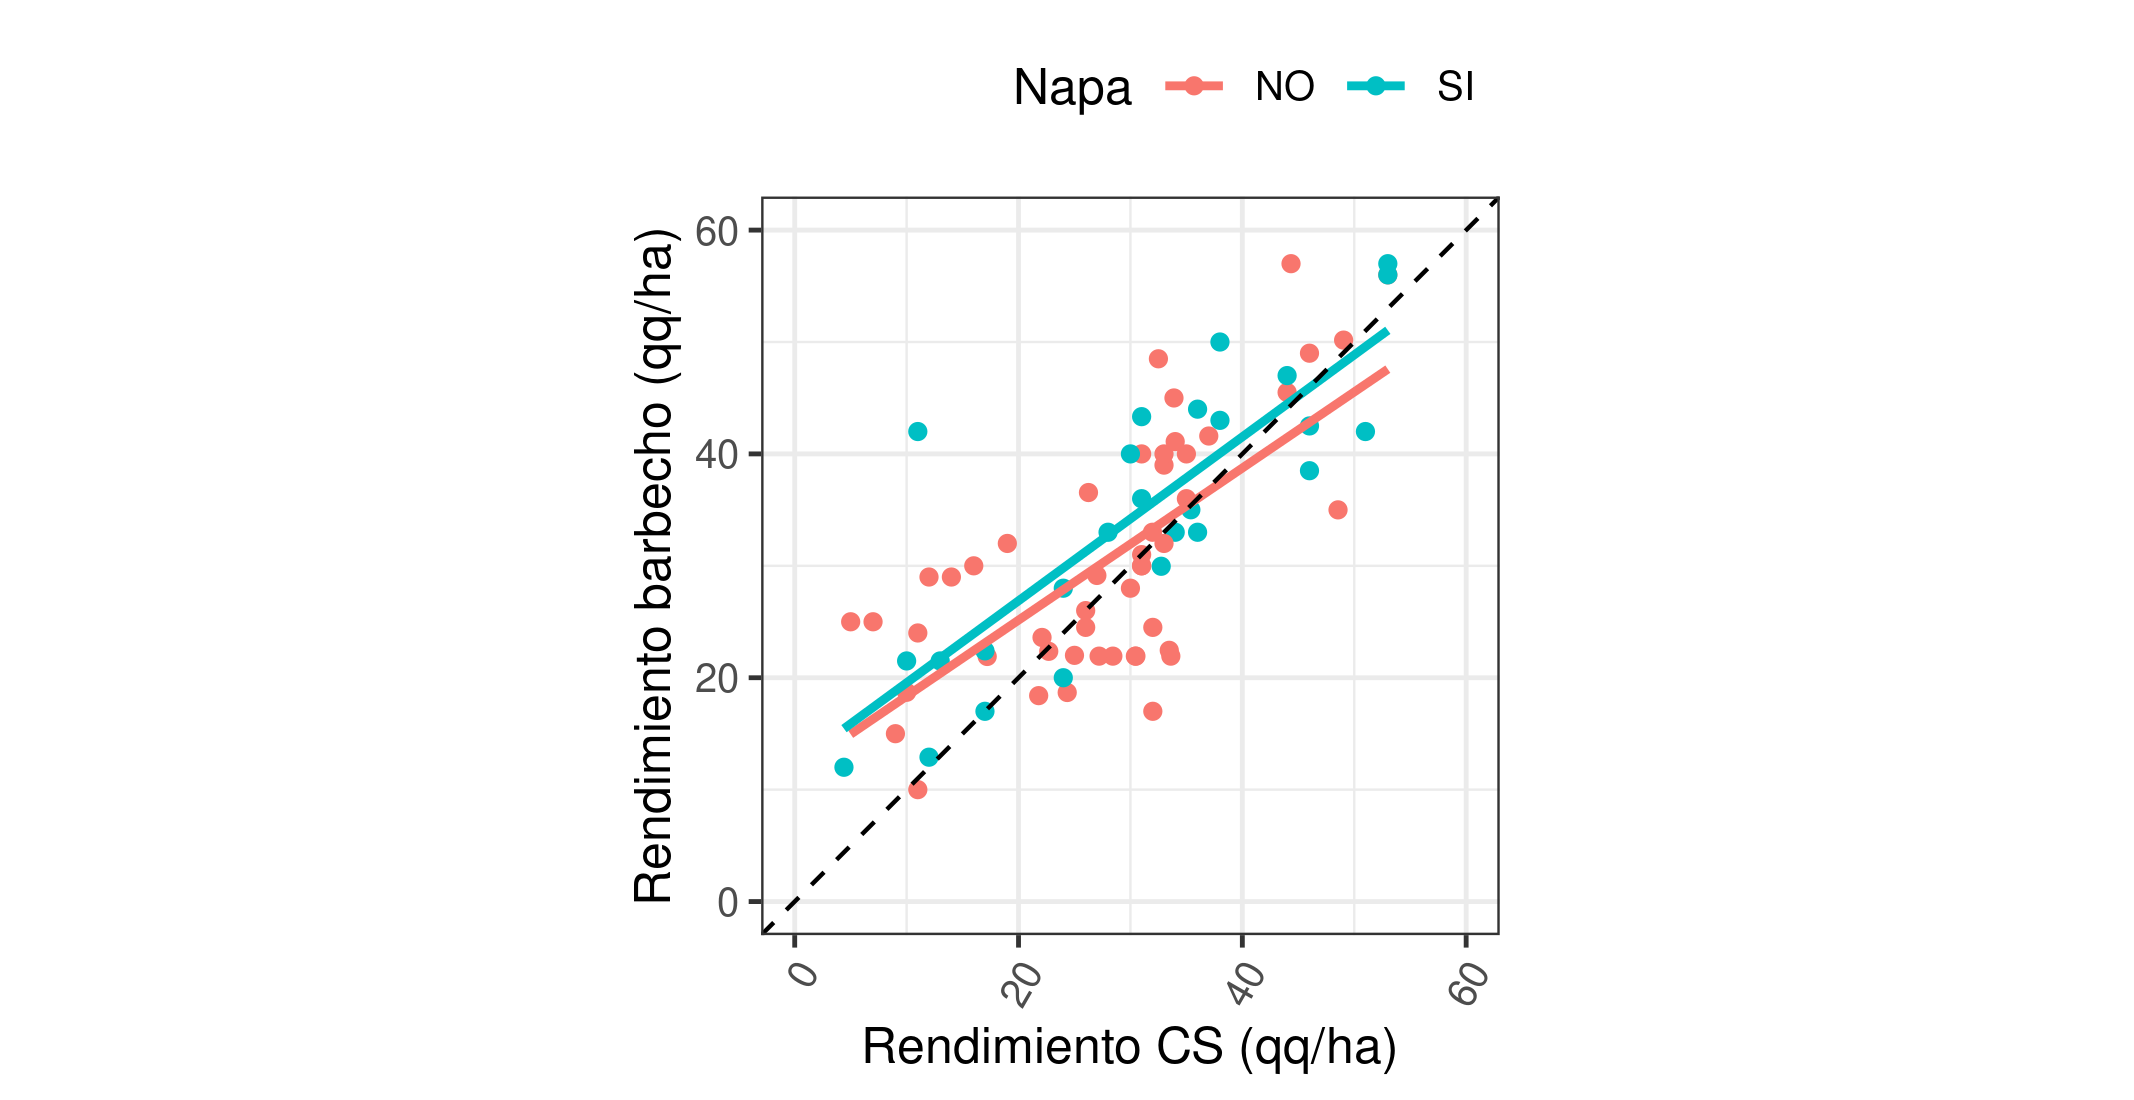 Napa NO SI
Rendimiento barbecho (qq/ha)
60
40
20
0
0 20 40 60
Rendimiento CS (qq/ha)